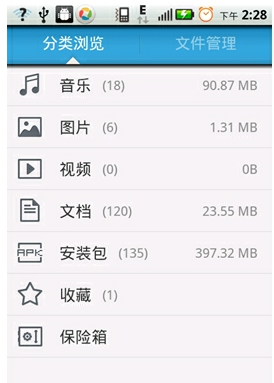 E 下午 2:28
分类浏览 文件管理
音乐 (18) 90.87 MB
图片 (6) 1.31 MB
视频 (0) 0B
文档 (120) 23.55 MB
APK 安装包 (135) 397.32 MB
收藏 (1)
保险箱